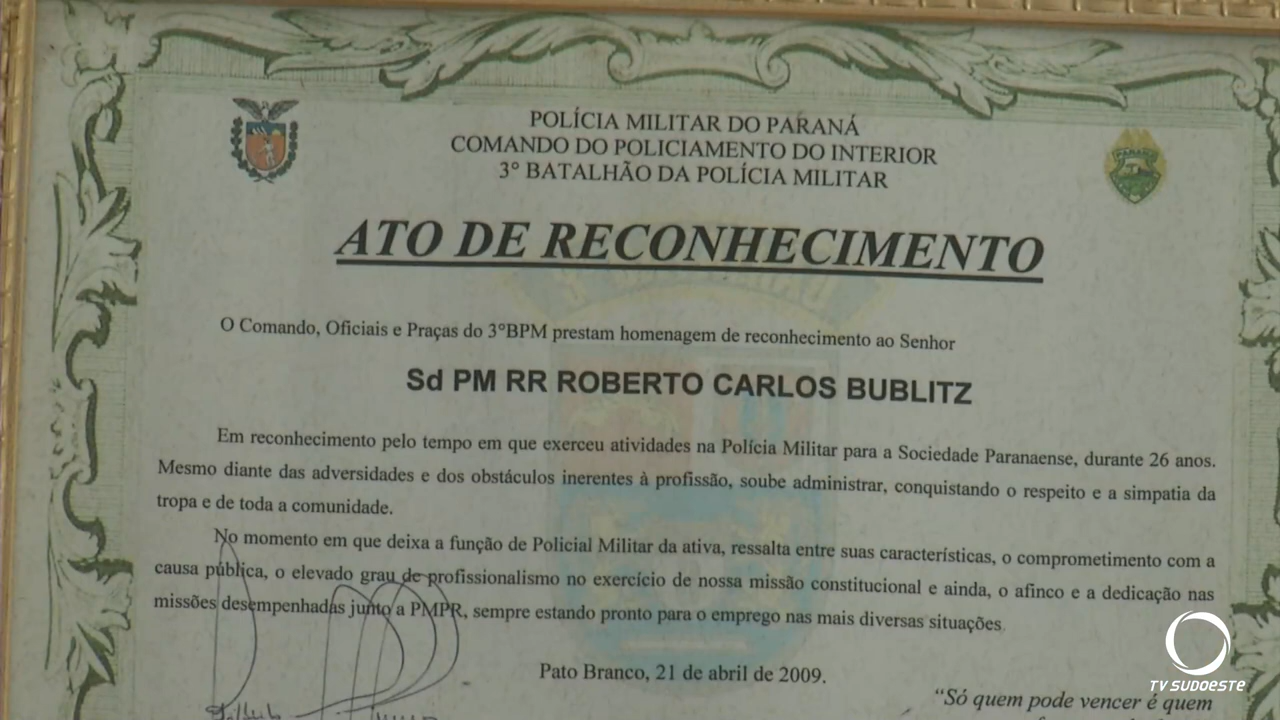 POLÍCIA MILITAR DO PARANÁ
COMANDO DO POLICIAMENTO DO INTERIOR
3° BATALHÃO DA POLÍCIA MILITAR
PARANÁ
ATO DE RECONHECIMENTO
O Comando, Oficiais e Praças do 3°BPM prestam homenagem de reconhecimento ao Senhor
Sd PM RR ROBERTO CARLOS BUBLITZ
Em reconhecimento pelo tempo em que exerceu atividades na Polícia Militar para a Sociedade Paranaense, durante 26 anos.
Mesmo diante das adversidades e dos obstáculos inerentes à profissão, soube administrar, conquistando o respeito e a simpatia da
tropa e de toda a comunidade.
No momento em que deixa a função de Policial Militar da ativa, ressalta entre suas características, o comprometimento com a
causa pública, o elevado grau de profissionalismo no exercício de nossa missão constitucional e ainda, o afinco e a dedicação nas
missões desempenhadas junto a PMPR, sempre estando pronto para o emprego nas mais diversas situações.
Pato Branco, 21 de abril de 2009.
"Só quem pode vencer é quem
TV SUDOESTE